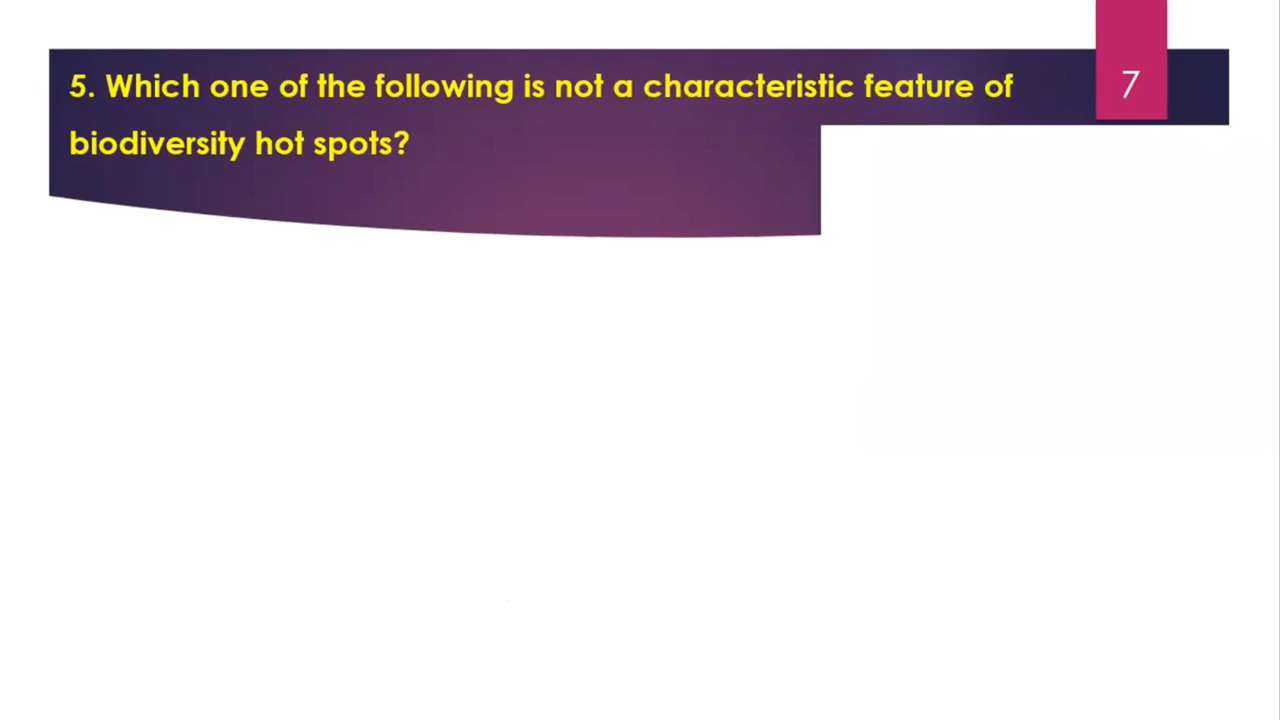 5. Which one of the following is not a characteristic feature of
7
biodiversity hot spots?